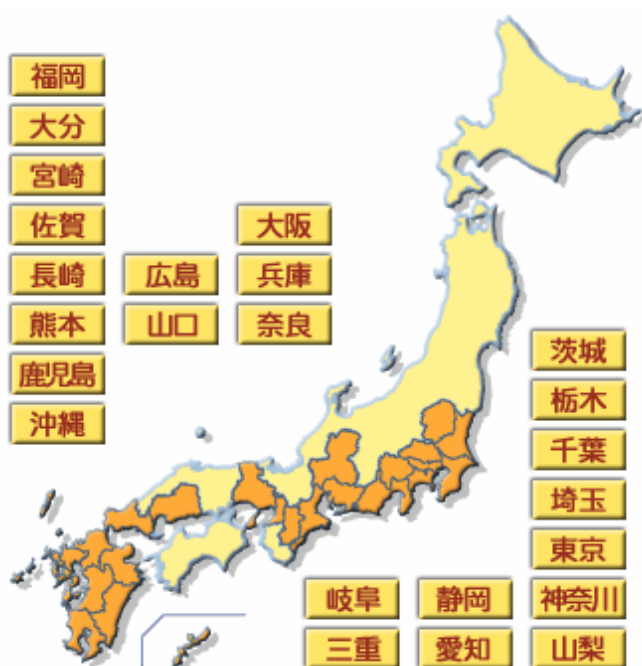 福岡
大分
宮崎
佐賀
長崎
熊本
鹿児島
沖縄
広島
山口
大阪
兵庫
奈良
茨城
栃木
千葉
埼玉
東京
神奈川
山梨
静岡
愛知
岐阜
三重